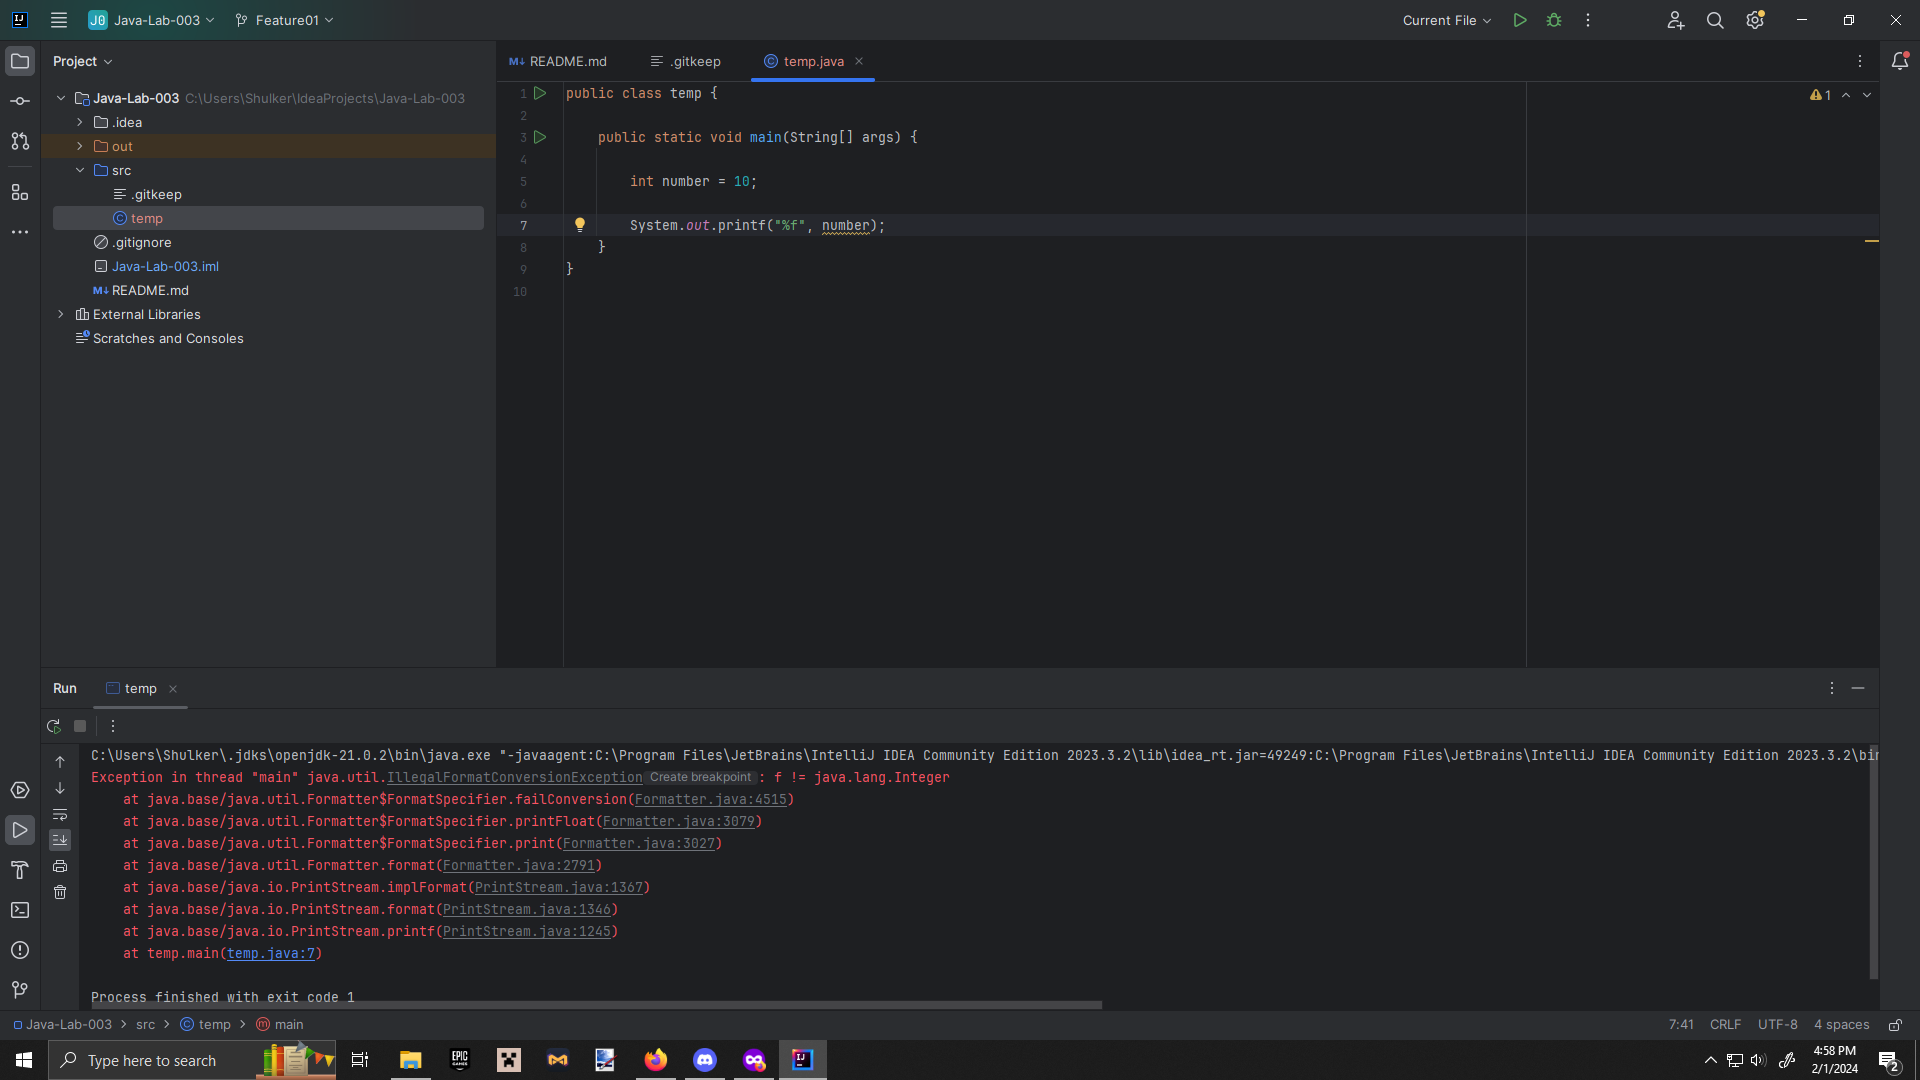 Java-Lab-003
Feature01
Current File
Project
README.md
.gitkeep
temp.java
Java-Lab-003 C:\Users\Shulker\IdeaProjects\Java-Lab-003
.idea
out
src
.gitkeep
temp
.gitignore
Java-Lab-003.iml
README.md
External Libraries
Scratches and Consoles
1 public class temp {
2
3 public static void main(String[] args) {
4
5 int number = 10;
6
7 System.out.printf("%f", number);
8 }
9 }
10
1
Run
temp
C:\Users\Shulker\.jdks\openjdk-21.0.2\bin\java.exe "-javaagent:C:\Program Files\JetBrains\IntelliJ IDEA Community Edition 2023.3.2\lib\idea_rt.jar=49249:C:\Program Files\JetBrains\IntelliJ IDEA Community Edition 2023.3.2\bin
Exception in thread "main" java.util.IllegalFormatConversionException Create breakpoint : f != java.lang.Integer
at java.base/java.util.Formatter$FormatSpecifier.failConversion(Formatter.java:4515)
at java.base/java.util.Formatter$FormatSpecifier.printFloat(Formatter.java:3079)
at java.base/java.util.Formatter$FormatSpecifier.print(Formatter.java:3027)
at java.base/java.util.Formatter.format(Formatter.java:2791)
at java.base/java.io.PrintStream.implFormat(PrintStream.java:1367)
at java.base/java.io.PrintStream.format(PrintStream.java:1346)
at java.base/java.io.PrintStream.printf(PrintStream.java:1245)
at temp.main(temp.java:7)
Process finished with exit code 1
Java-Lab-003 > src > temp > main
7:41 CRLF UTF-8 4 spaces
Type here to search
EPIC GAMES
4:58 PM
2/1/2024
2